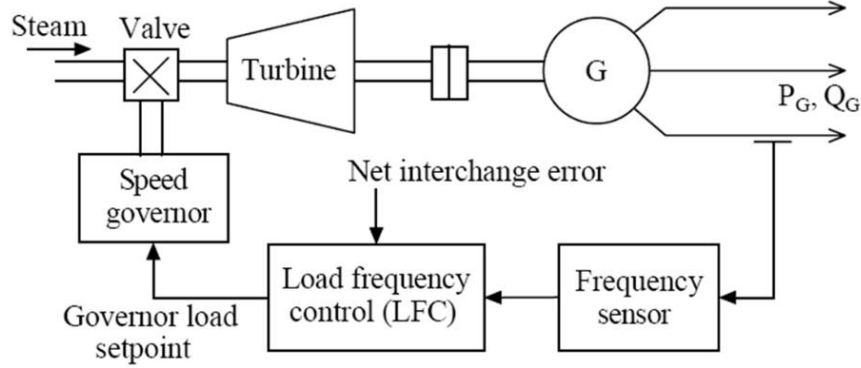 Steam
Valve
Turbine
G
P_G, Q_G
Speed
governor
Net interchange error
Load frequency
control (LFC)
Frequency
sensor
Governor load
setpoint